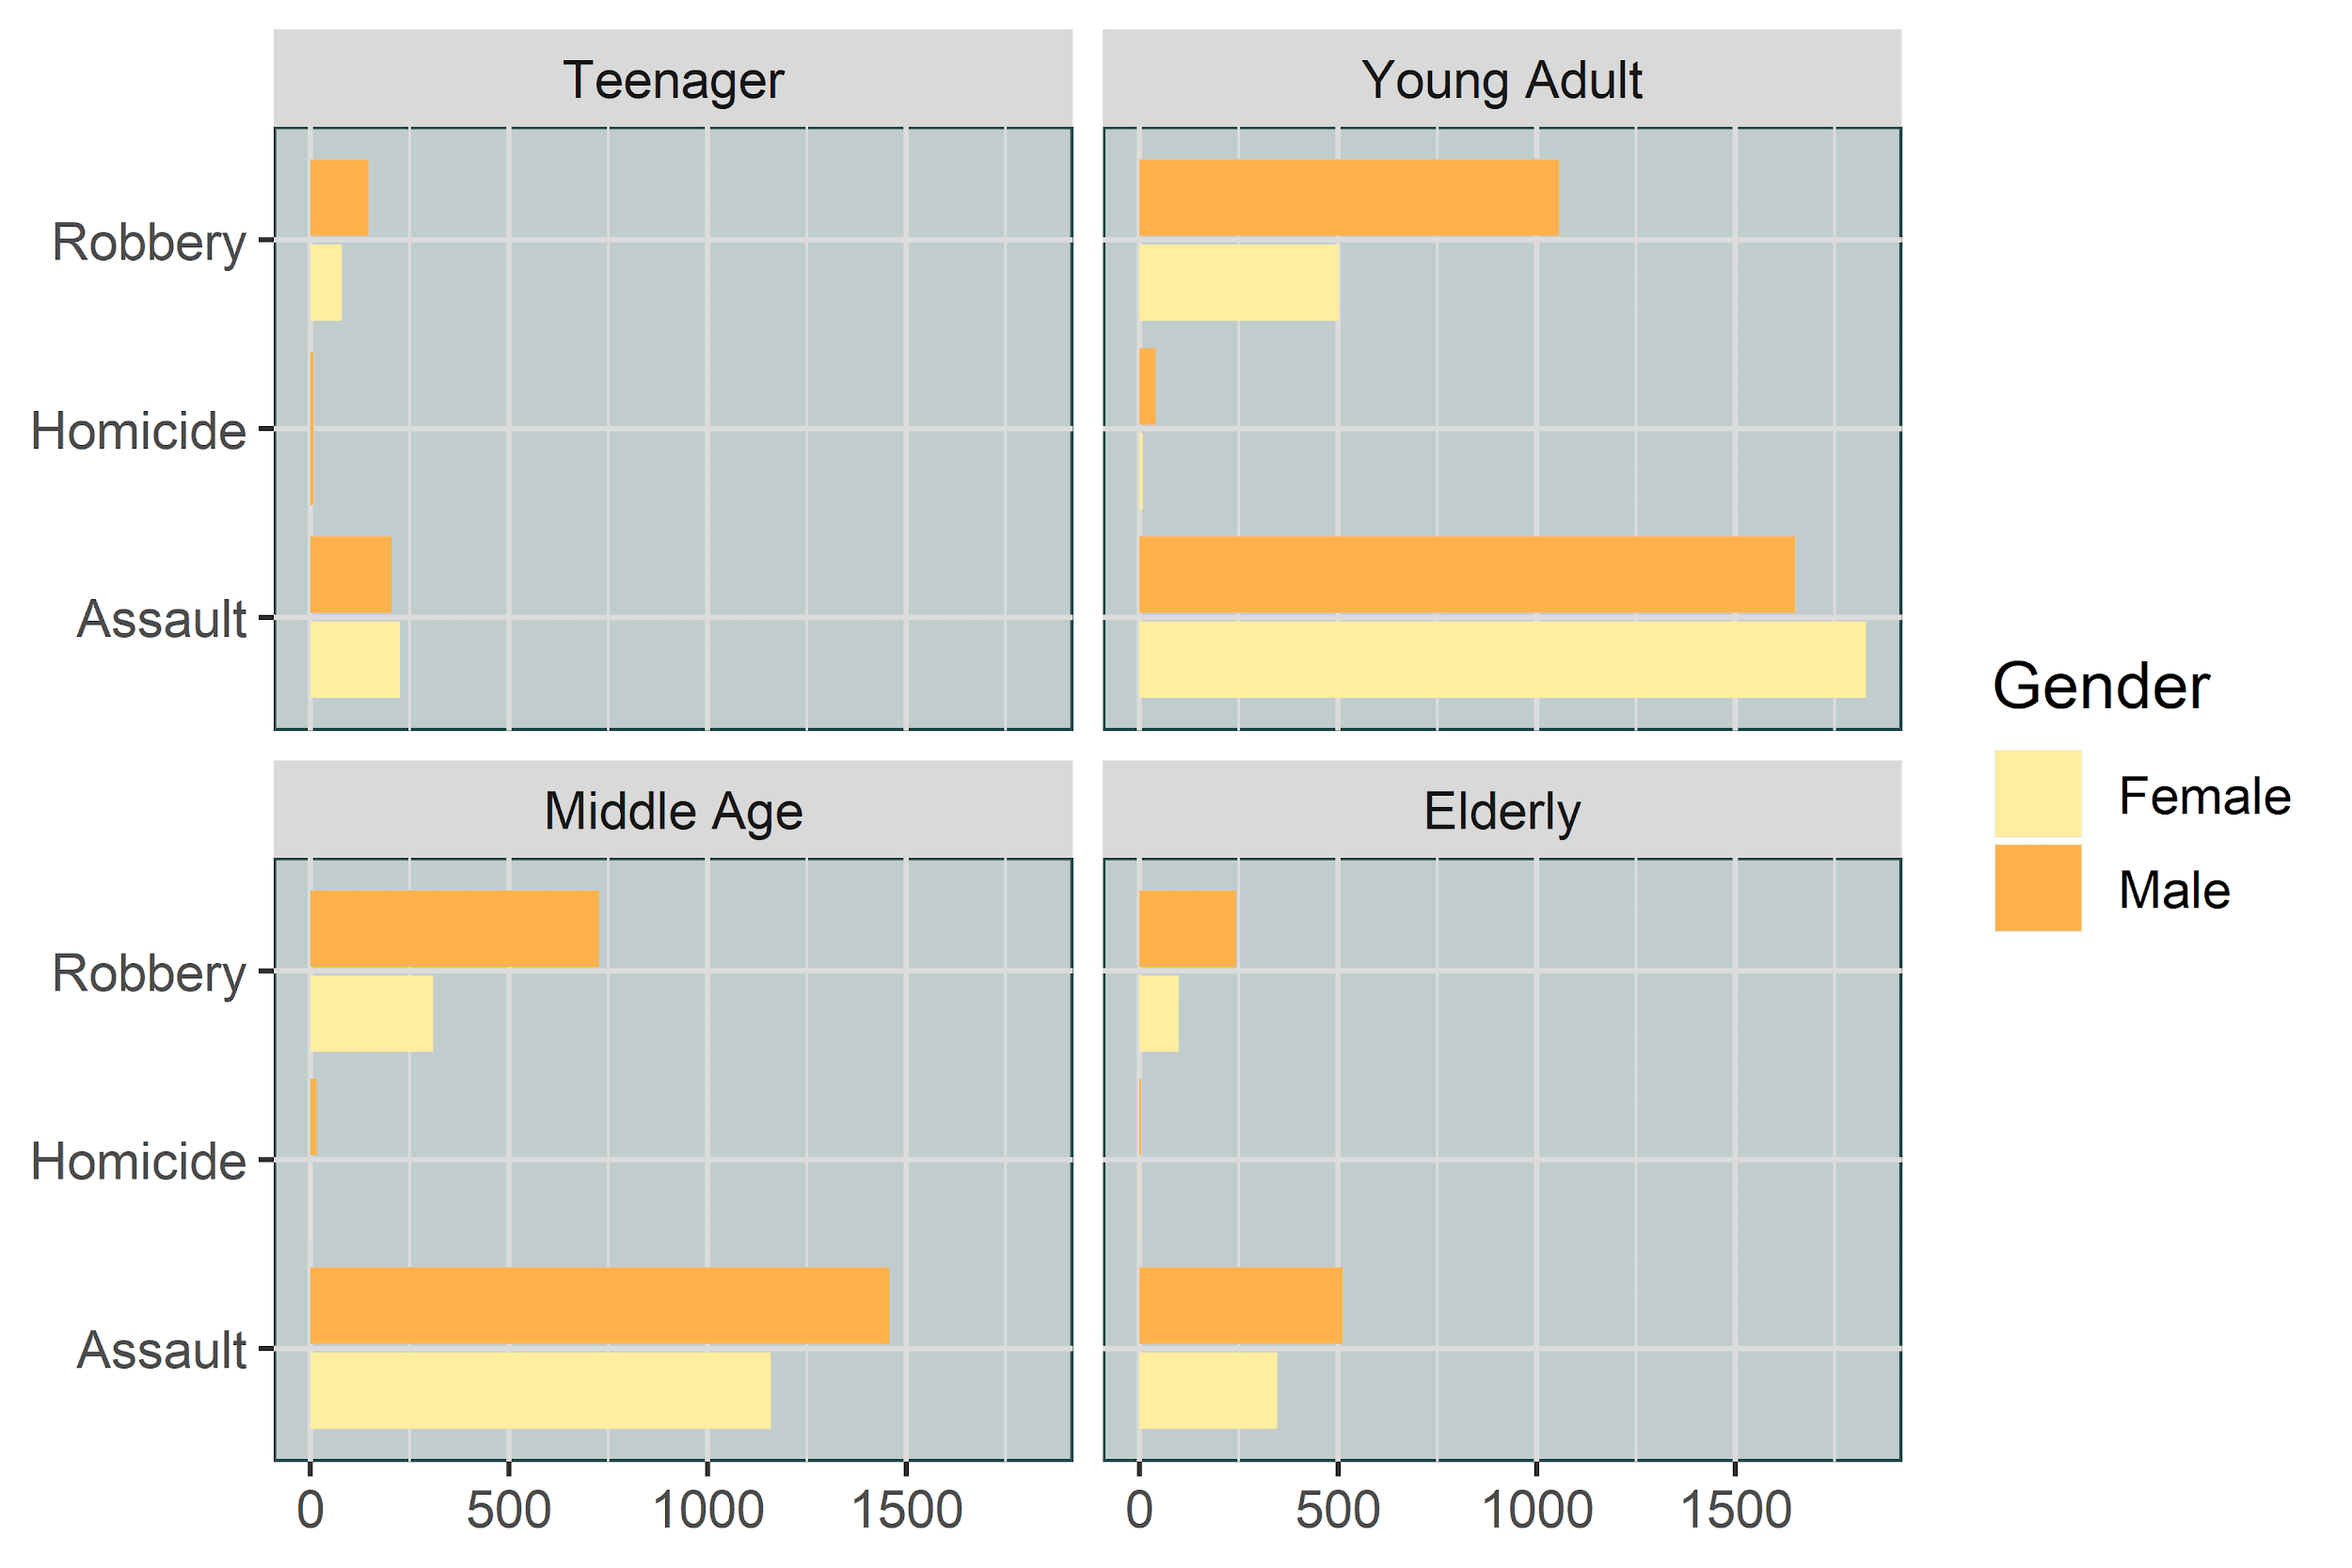 Teenager
Young Adult
Robbery
Homicide
Assault
Middle Age
Elderly
Robbery
Homicide
Assault
0 500 1000 1500 0 500 1000 1500
Gender
Female
Male